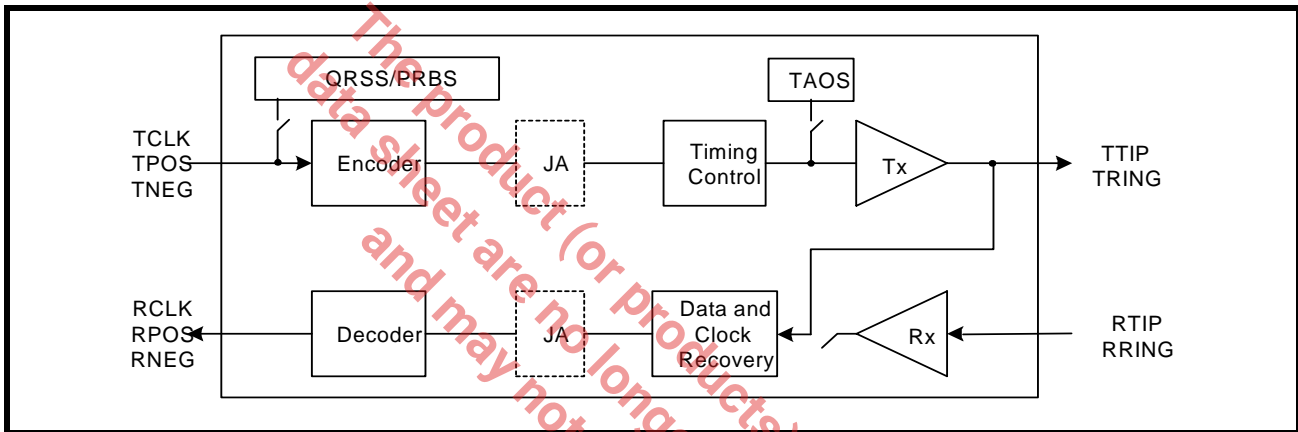 QRSS/PRBS
TAOS
TCLK
TPOS
TNEG
Encoder
JA
Timing
Control
Tx
TTIP
TRING
RCLK
RPOS
RNEG
Decoder
JA
Data and
Clock
Recovery
Rx
RTIP
RRING
The product (or products)
data sheet are no longe
and may not